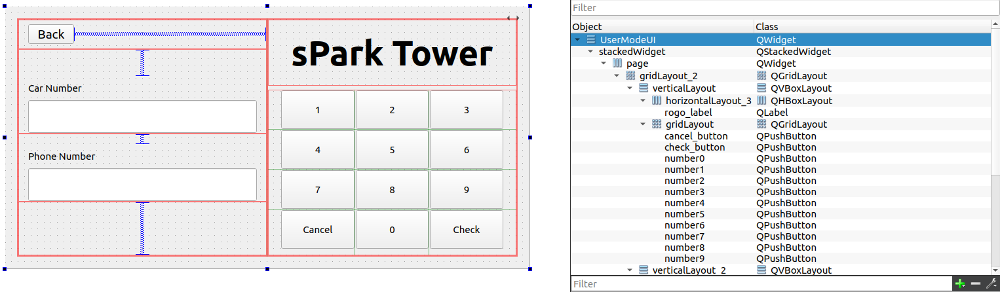 Back
sPark Tower
Car Number
Phone Number
1 2 3
4 5 6
7 8 9
Cancel 0 Check
Filter
Object Class
UserModeUI QWidget
stackedWidget QStackedWidget
page QWidget
gridLayout_2 QGridLayout
verticalLayout QVBoxLayout
horizontalLayout_3 QHBoxLayout
rogo_label QLabel
gridLayout QGridLayout
cancel_button QPushButton
check_button QPushButton
number0 QPushButton
number1 QPushButton
number2 QPushButton
number3 QPushButton
number4 QPushButton
number5 QPushButton
number6 QPushButton
number7 QPushButton
number8 QPushButton
number9 QPushButton
verticalLayout_2 QVBoxLayout
Filter